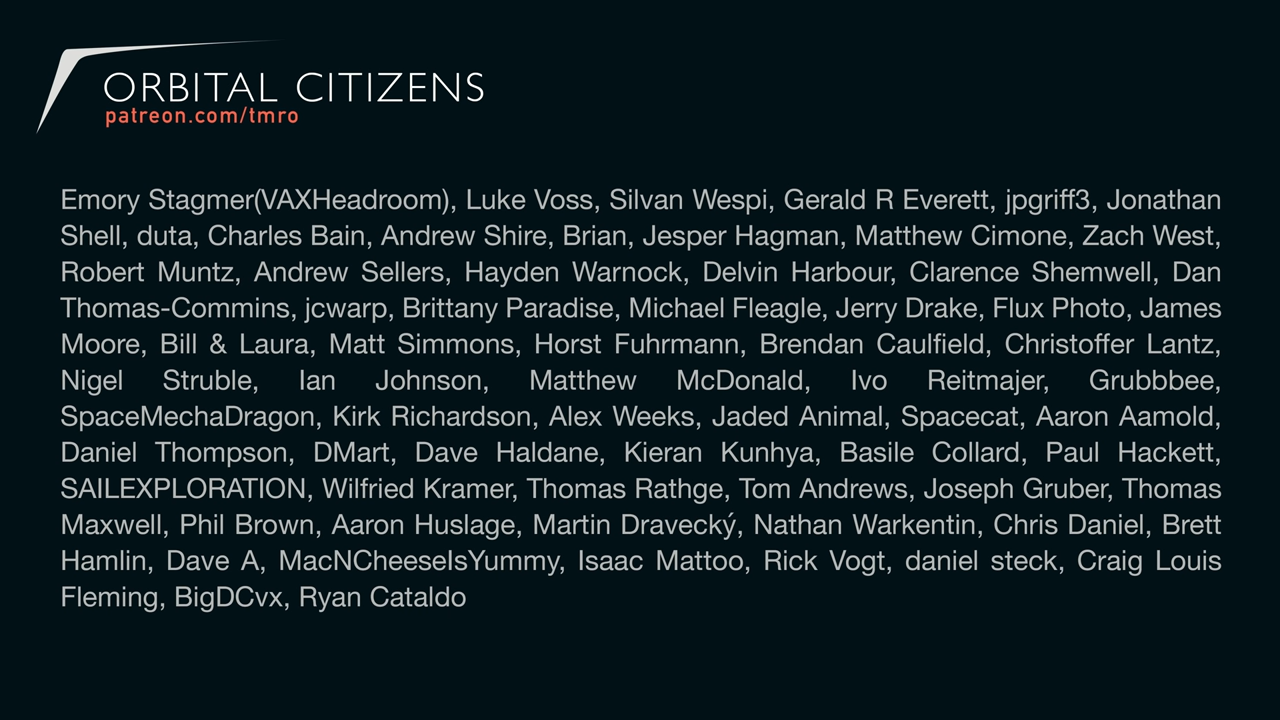 ORBITAL CITIZENS
patreon.com/tmro
Emory Stagmer(VAXHeadroom), Luke Voss, Silvan Wespi, Gerald R Everett, jpgriff3, Jonathan
Shell, duta, Charles Bain, Andrew Shire, Brian, Jesper Hagman, Matthew Cimone, Zach West,
Robert Muntz, Andrew Sellers, Hayden Warnock, Delvin Harbour, Clarence Shemwell, Dan
Thomas-Commins, jcwarp, Brittany Paradise, Michael Fleagle, Jerry Drake, Flux Photo, James
Moore, Bill & Laura, Matt Simmons, Horst Fuhrmann, Brendan Caulfield, Christoffer Lantz,
Nigel Struble, Ian Johnson, Matthew McDonald, Ivo Reitmajer, Grubbbee,
SpaceMechaDragon, Kirk Richardson, Alex Weeks, Jaded Animal, Spacecat, Aaron Aamold,
Daniel Thompson, DMart, Dave Haldane, Kieran Kunhya, Basile Collard, Paul Hackett,
SAILEXPLORATION, Wilfried Kramer, Thomas Rathge, Tom Andrews, Joseph Gruber, Thomas
Maxwell, Phil Brown, Aaron Huslage, Martin Dravecký, Nathan Warkentin, Chris Daniel, Brett
Hamlin, Dave A, MacNCheeseIsYummy, Isaac Mattoo, Rick Vogt, daniel steck, Craig Louis
Fleming, BigDCvx, Ryan Cataldo